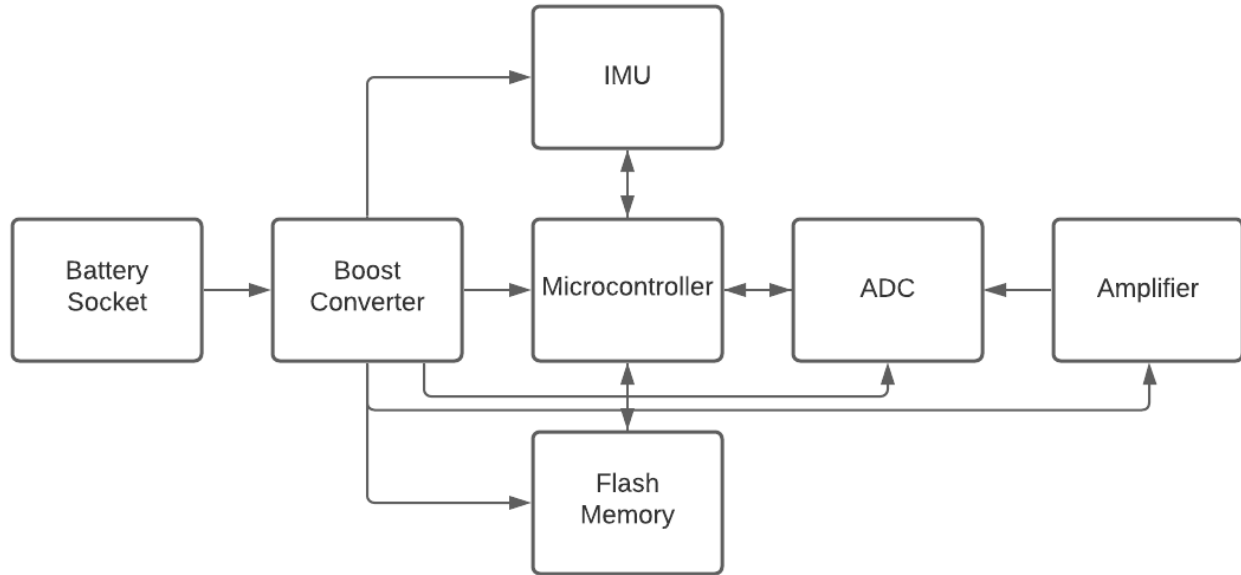 IMU
Battery
Socket
Boost
Converter
Microcontroller
ADC
Amplifier
Flash
Memory